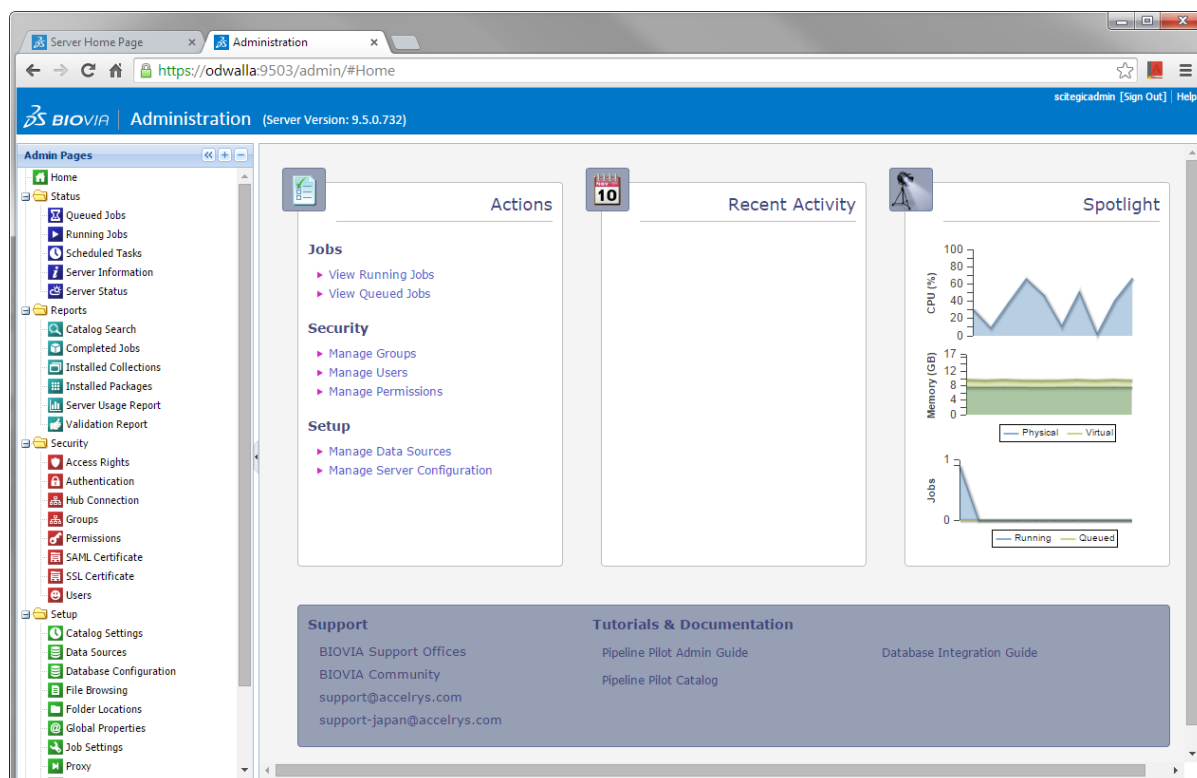 Server Home Page
Administration
https://odwalla:9503/admin/#Home
scitegicadmin [Sign Out] | Help
3DS BIOVIA | Administration (Server Version: 9.5.0.732)
Admin Pages
Home
Status
Queued Jobs
Running Jobs
Scheduled Tasks
Server Information
Server Status
Reports
Catalog Search
Completed Jobs
Installed Collections
Installed Packages
Server Usage Report
Validation Report
Security
Access Rights
Authentication
Hub Connection
Groups
Permissions
SAML Certificate
SSL Certificate
Users
Setup
Catalog Settings
Data Sources
Database Configuration
File Browsing
Folder Locations
Global Properties
Job Settings
Proxy
Actions
Jobs
View Running Jobs
View Queued Jobs
Security
Manage Groups
Manage Users
Manage Permissions
Setup
Manage Data Sources
Manage Server Configuration
Nov
10
Recent Activity
Spotlight
CPU (%)
100
80
60
40
20
0
Memory (GB)
17
12
8
4
0
Physical Virtual
Jobs
1
0
Running Queued
Support
BIOVIA Support Offices
BIOVIA Community
support@accelrys.com
support-japan@accelrys.com
Tutorials & Documentation
Pipeline Pilot Admin Guide
Database Integration Guide
Pipeline Pilot Catalog